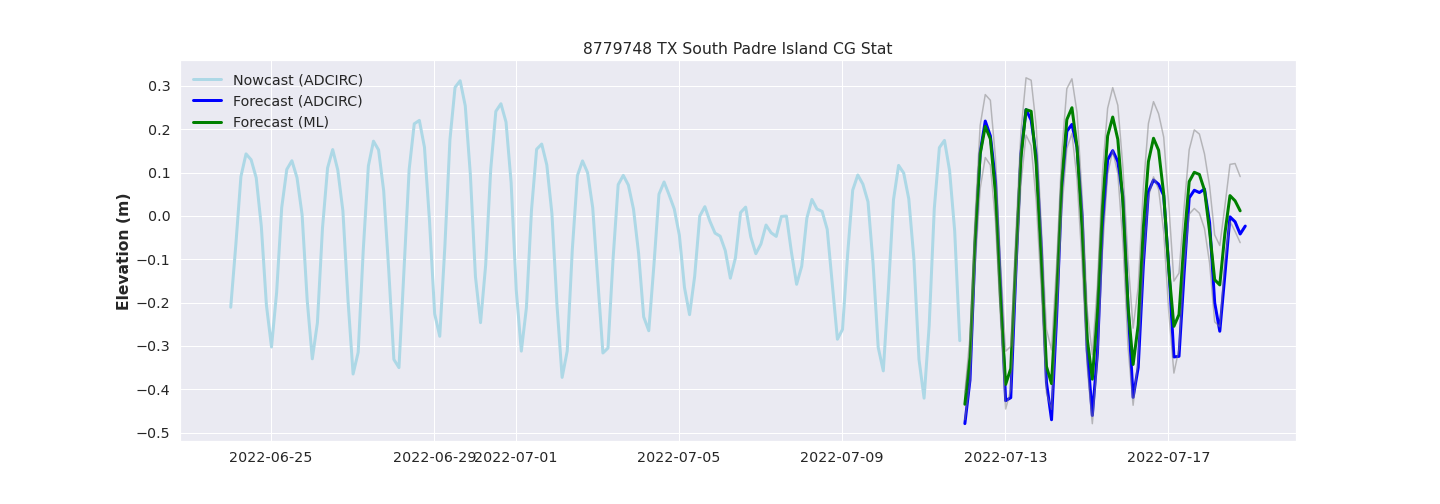 8779748 TX South Padre Island CG Stat
Nowcast (ADCIRC)
Forecast (ADCIRC)
Forecast (ML)
Elevation (m)
0.3
0.2
0.1
0.0
−0.1
−0.2
−0.3
−0.4
−0.5
2022-06-25 2022-06-29 2022-07-01 2022-07-05 2022-07-09 2022-07-13 2022-07-17